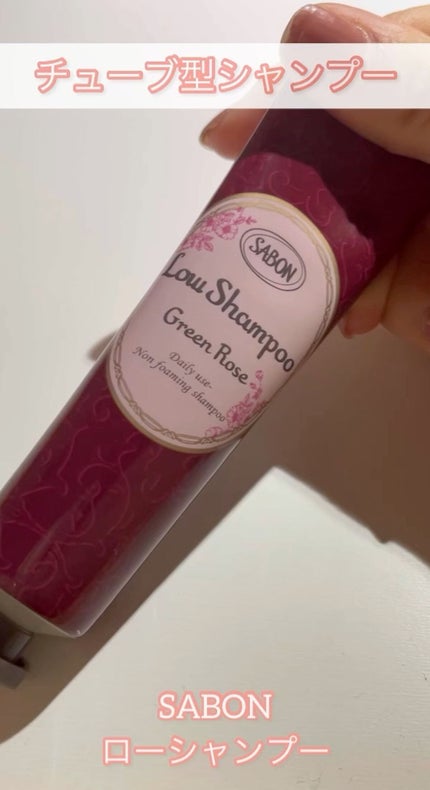 チューブ型シャンプー
SABON
Low Shampoo
Green Rose
Daily use-
Non foaming shampoo
SABON
ローシャンプー